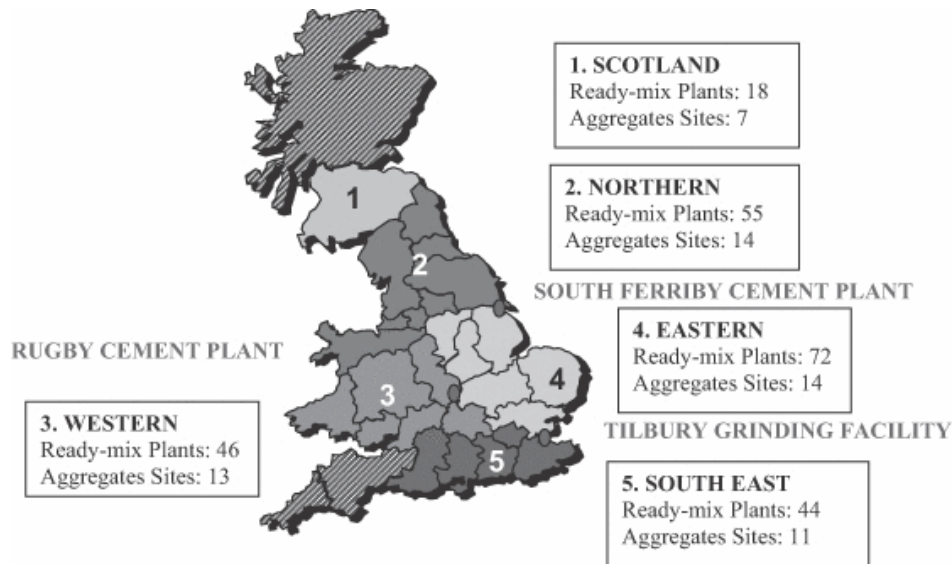 1. SCOTLAND
Ready-mix Plants: 18
Aggregates Sites: 7
1
2. NORTHERN
Ready-mix Plants: 55
Aggregates Sites: 14
2
SOUTH FERRIBY CEMENT PLANT
RUGBY CEMENT PLANT
4. EASTERN
Ready-mix Plants: 72
Aggregates Sites: 14
3
4
3. WESTERN
Ready-mix Plants: 46
Aggregates Sites: 13
TILBURY GRINDING FACILITY
5
5. SOUTH EAST
Ready-mix Plants: 44
Aggregates Sites: 11